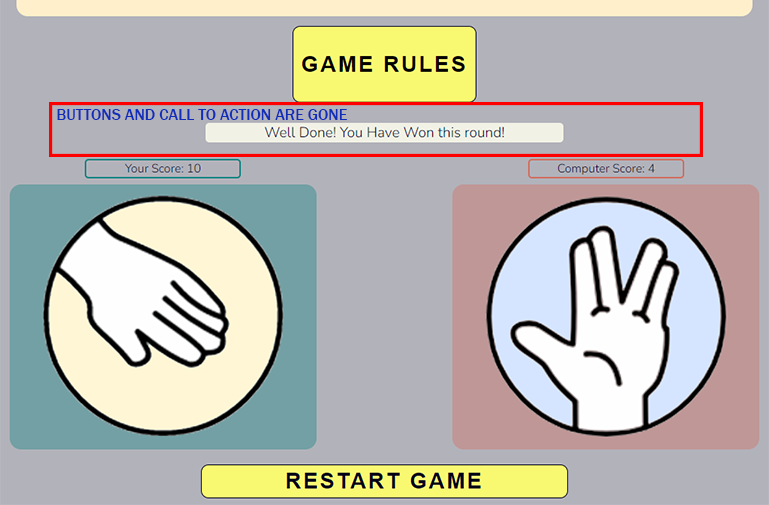 GAME RULES
BUTTONS AND CALL TO ACTION ARE GONE
Well Done! You Have Won this round!
Your Score: 10
Computer Score: 4
RESTART GAME